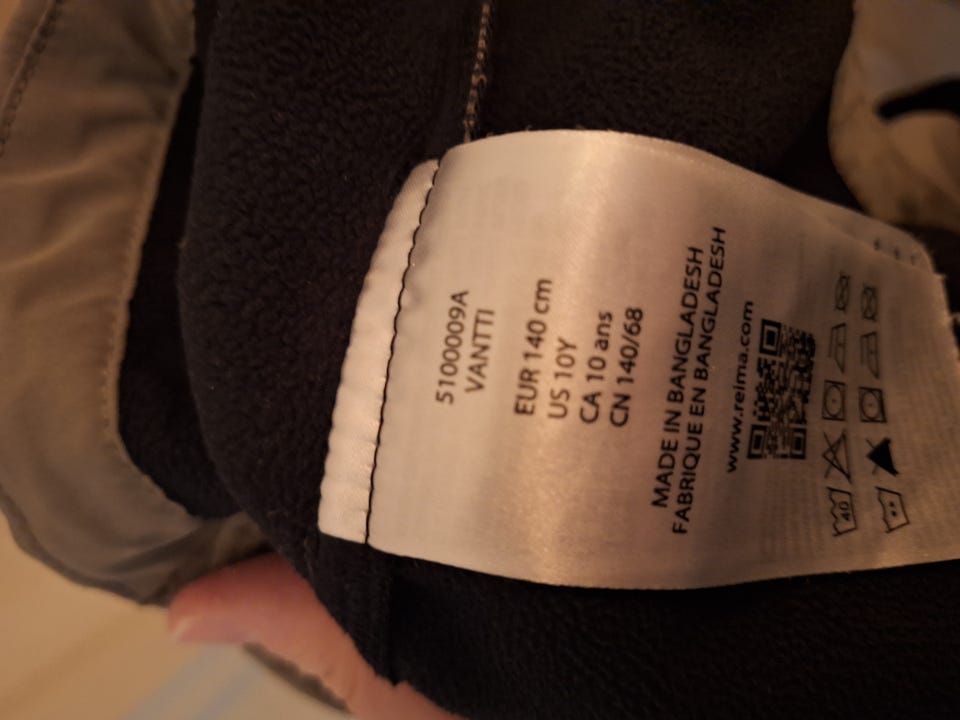 5100009A
VANTTI
EUR 140 cm
US 10Y
CA 10 ans
CN 140/68
MADE IN BANGLADESH
FABRIQUE EN BANGLADESH
www.reima.com
40